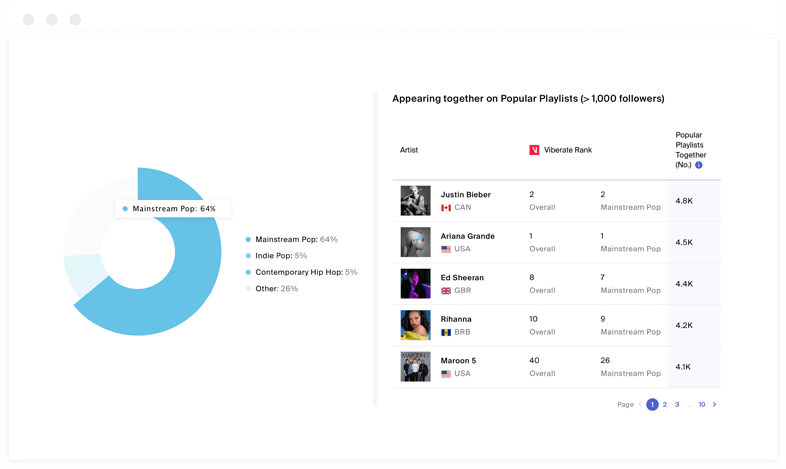 Mainstream Pop: 64%
Mainstream Pop: 64%
Indie Pop: 5%
Contemporary Hip Hop: 5%
Other: 26%
Appearing together on Popular Playlists (> 1,000 followers)
Artist
Viberate Rank
Popular
Playlists
Together
(No.) i
Justin Bieber 2 2 4.8K
CAN Overall Mainstream Pop
Ariana Grande 1 1 4.5K
USA Overall Mainstream Pop
Ed Sheeran 8 7 4.4K
GBR Overall Mainstream Pop
Rihanna 10 9 4.2K
BRB Overall Mainstream Pop
MAROON 5
Maroon 5 40 26 4.1K
USA Overall Mainstream Pop
Page < 1 2 3 ... 10 >